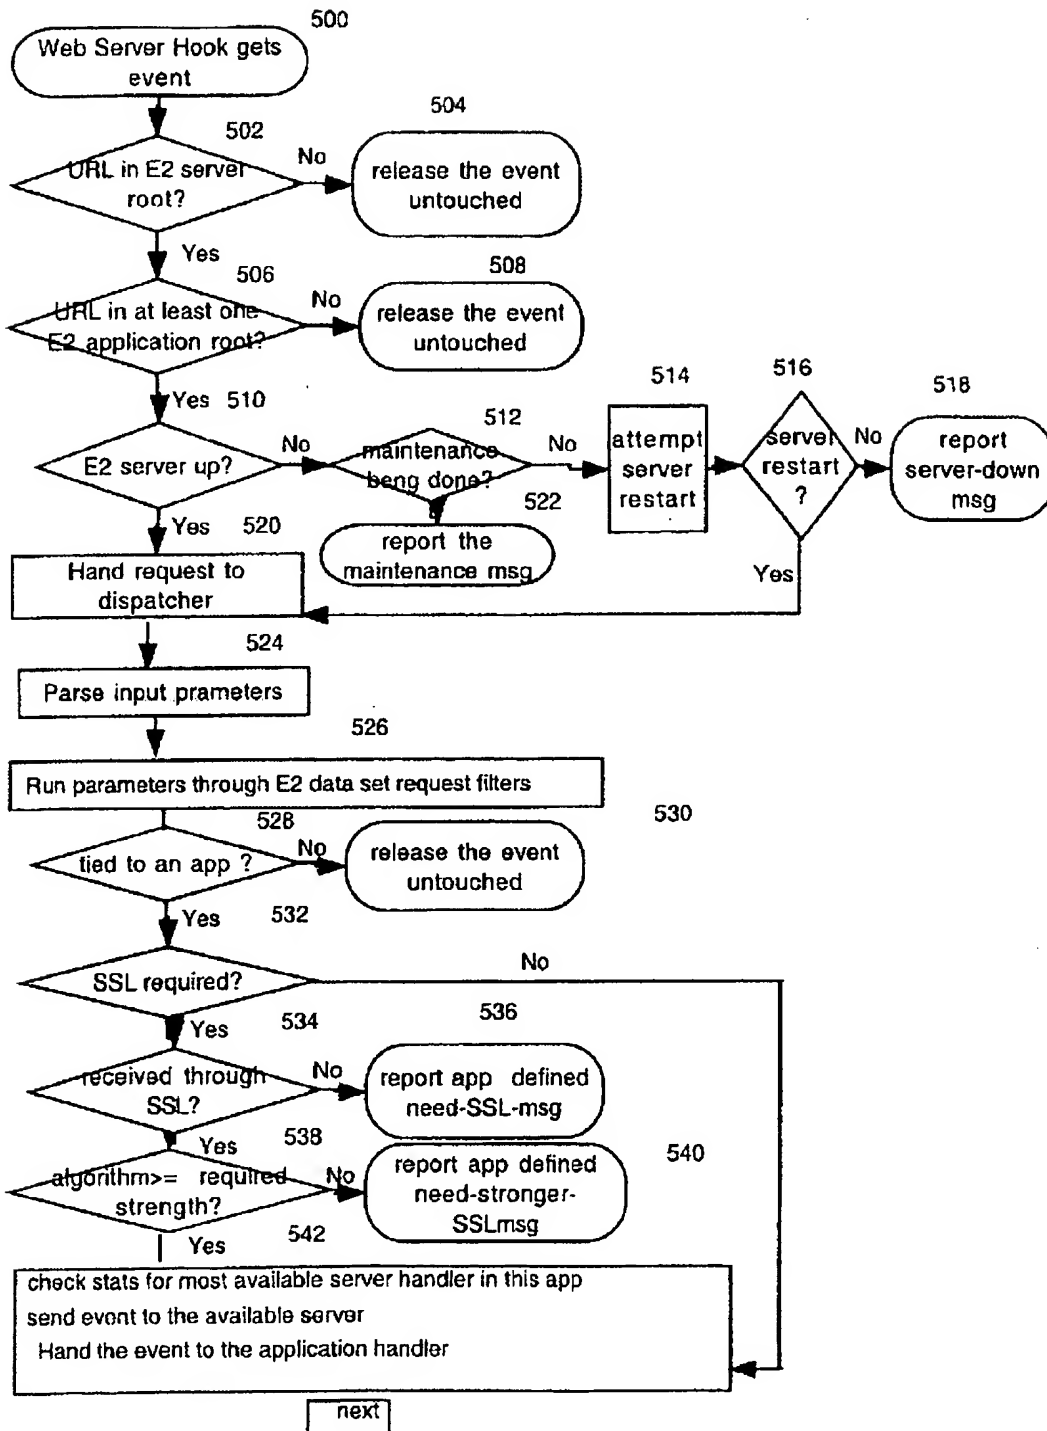 500
Web Server Hook gets
event
504
502
URL in E2 server
root?
No
release the event
untouched
Yes
506
508
URL in at least one
E2 application root?
No
release the event
untouched
Yes
510
512
514
516
518
E2 server up?
No
maintenance
beng done?
No
attempt
server
restart
server
restart
?
No
report
server-down
msg
Yes
520
522
report the
maintenance msg
Yes
Hand request to
dispatcher
524
Parse input prameters
526
Run parameters through E2 data set request filters
528
530
tied to an app ?
No
release the event
untouched
Yes
532
SSL required?
No
Yes
534
536
received through
SSL?
No
report app defined
need-SSL-msg
Yes
538
540
algorithm>= required
strength?
No
report app defined
need-stronger-
SSLmsg
Yes
542
check stats for most available server handler in this app
send event to the available server
Hand the event to the application handler
next